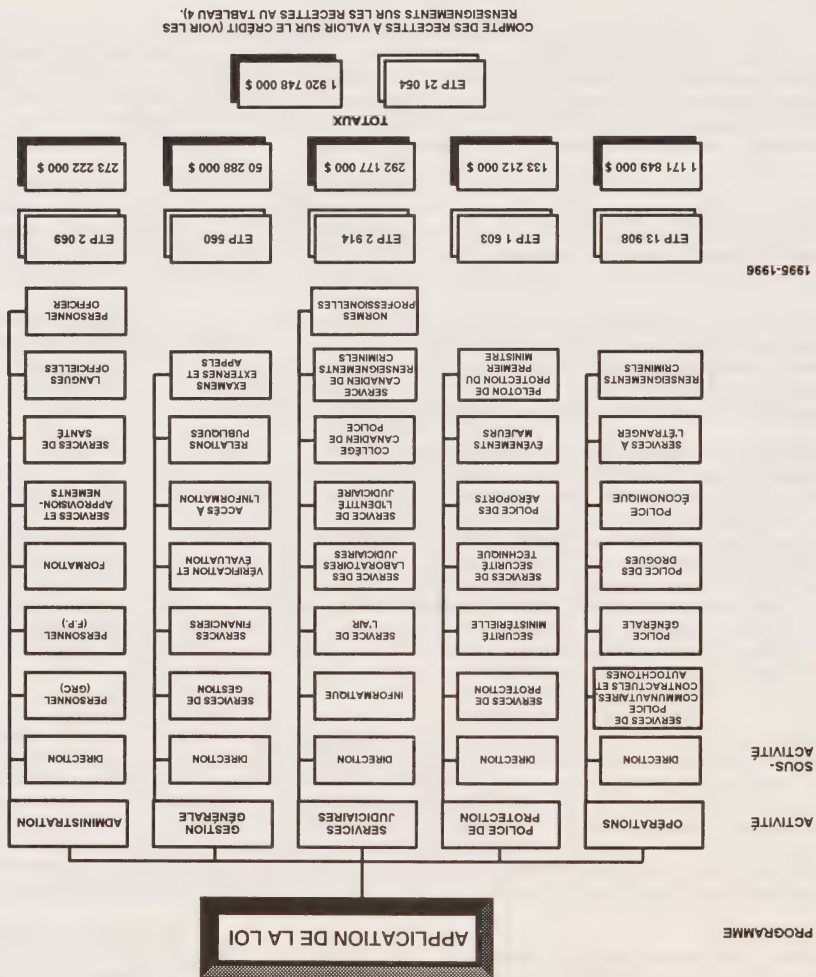 PROGRAMME
APPLICATION DE LA LOI
ACTIVITÉ
OPÉRATIONS
POLICE DE
PROTECTION
SERVICES
JUDICIAIRES
GESTION
GÉNÉRALE
ADMINISTRATION
SOUS-
ACTIVITÉ
DIRECTION
DIRECTION
DIRECTION
DIRECTION
DIRECTION
SERVICES DE
POLICE
COMMUNAUTAIRES,
CONTRACTUELS ET
AUTOCHTONES
SERVICES DE
PROTECTION
INFORMATIQUE
SERVICES DE
GESTION
PERSONNEL
(GRC)
POLICE
GÉNÉRALE
SÉCURITÉ
MINISTÉRIELLE
SERVICE DE
L'AIR
SERVICES
FINANCIERS
PERSONNEL
(F.P.)
POLICE DES
DROGUES
SERVICES DE
SÉCURITÉ
TECHNIQUE
SERVICE DES
LABORATOIRES
JUDICIAIRES
VÉRIFICATION ET
ÉVALUATION
FORMATION
POLICE
ÉCONOMIQUE
POLICE DES
AÉROPORTS
SERVICE DE
L'IDENTITÉ
JUDICIAIRE
ACCÈS À
L'INFORMATION
SERVICES ET
APPROVISION-
NEMENTS
SERVICES À
L'ÉTRANGER
ÉVÉNEMENTS
MAJEURS
COLLÈGE
CANADIEN DE
POLICE
RELATIONS
PUBLIQUES
SERVICES DE
SANTÉ
RENSEIGNEMENTS
CRIMINELS
PELOTON DE
PROTECTION DU
PREMIER
MINISTRE
SERVICE
CANADIEN DE
RENSEIGNEMENTS
CRIMINELS
EXAMENS
EXTERNES ET
APPELS
LANGUES
OFFICIELLES
NORMES
PROFESSIONELLES
PERSONNEL
OFFICIER
1995-1996
ETP 13 908
ETP 1 603
ETP 2 914
ETP 560
ETP 2 069
1 171 849 000 $
133 212 000 $
292 177 000 $
50 288 000 $
273 222 000 $
TOTAUX
ETP 21 054
1 920 748 000 $
COMPTE DES RECETTES À VALOIR SUR LE CRÉDIT (VOIR LES
RENSEIGNEMENTS SUR LES RECETTES AU TABLEAU 4).